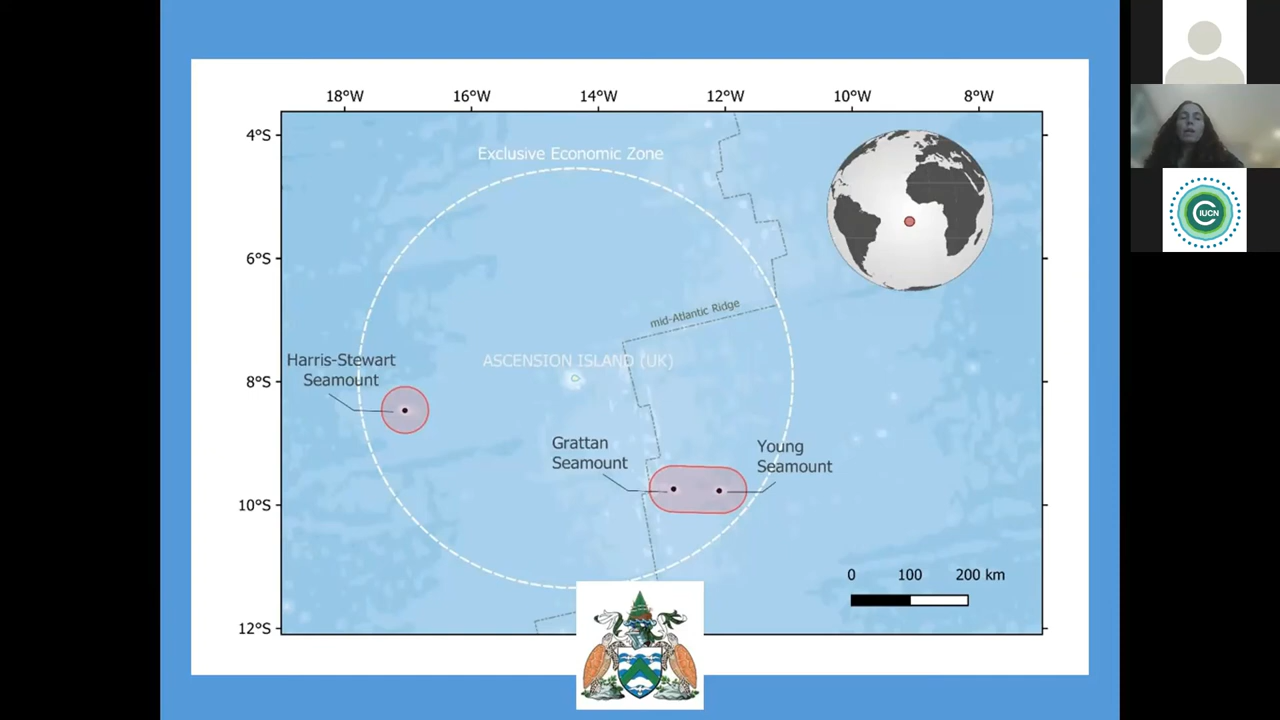 18°W 16°W 14°W 12°W 10°W 8°W
4°S
Exclusive Economic Zone
6°S
mid-Atlantic Ridge
Harris-Stewart
Seamount
ASCENSION ISLAND (UK)
8°S
Grattan
Seamount
Young
Seamount
10°S
0 100 200 km
12°S
IUCN